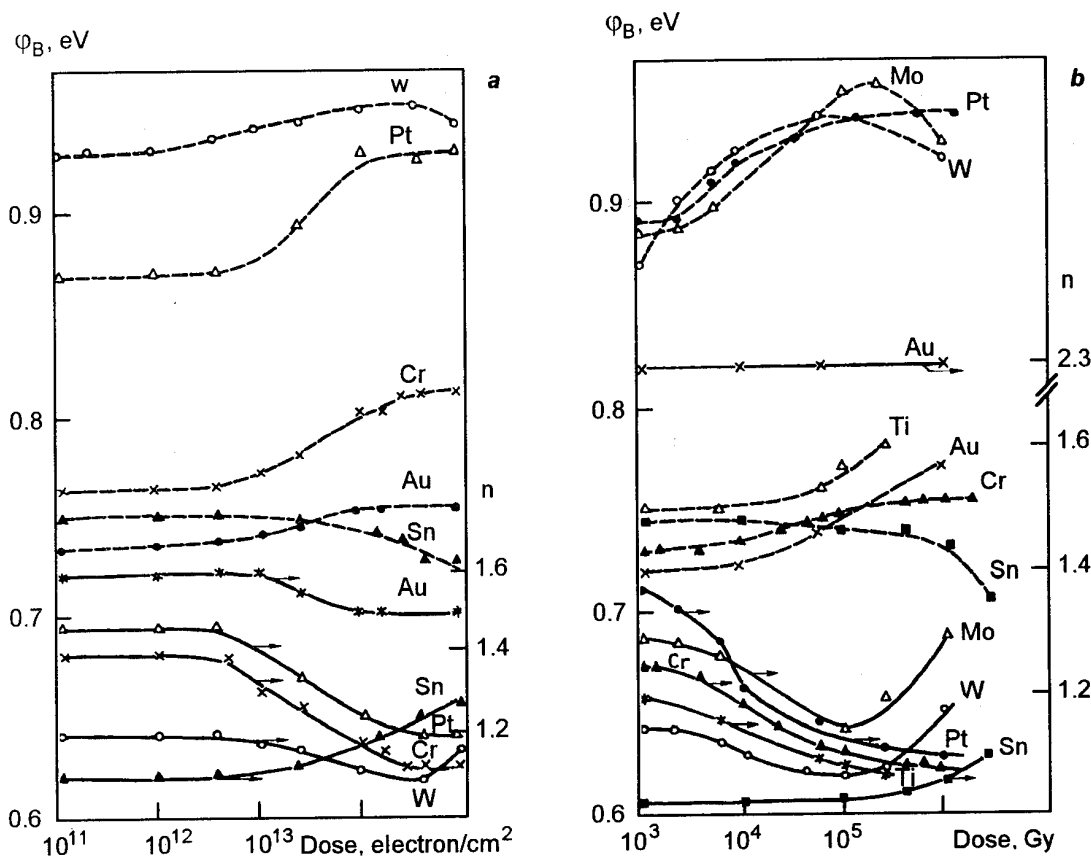 φB, eV
a
w
Pt
0.9
Cr
0.8
Au
n
Sn
1.6
Au
0.7
1.4
Sn
Pt
1.2
Cr
W
0.6
10^11
10^12
10^13
Dose, electron/cm^2
φB, eV
b
Mo
Pt
W
0.9
n
Au
2.3
0.8
Ti
1.6
Au
Cr
1.4
Sn
0.7
Mo
Cr
1.2
W
Pt
Sn
Ti
0.6
10^3
10^4
10^5
Dose, Gy